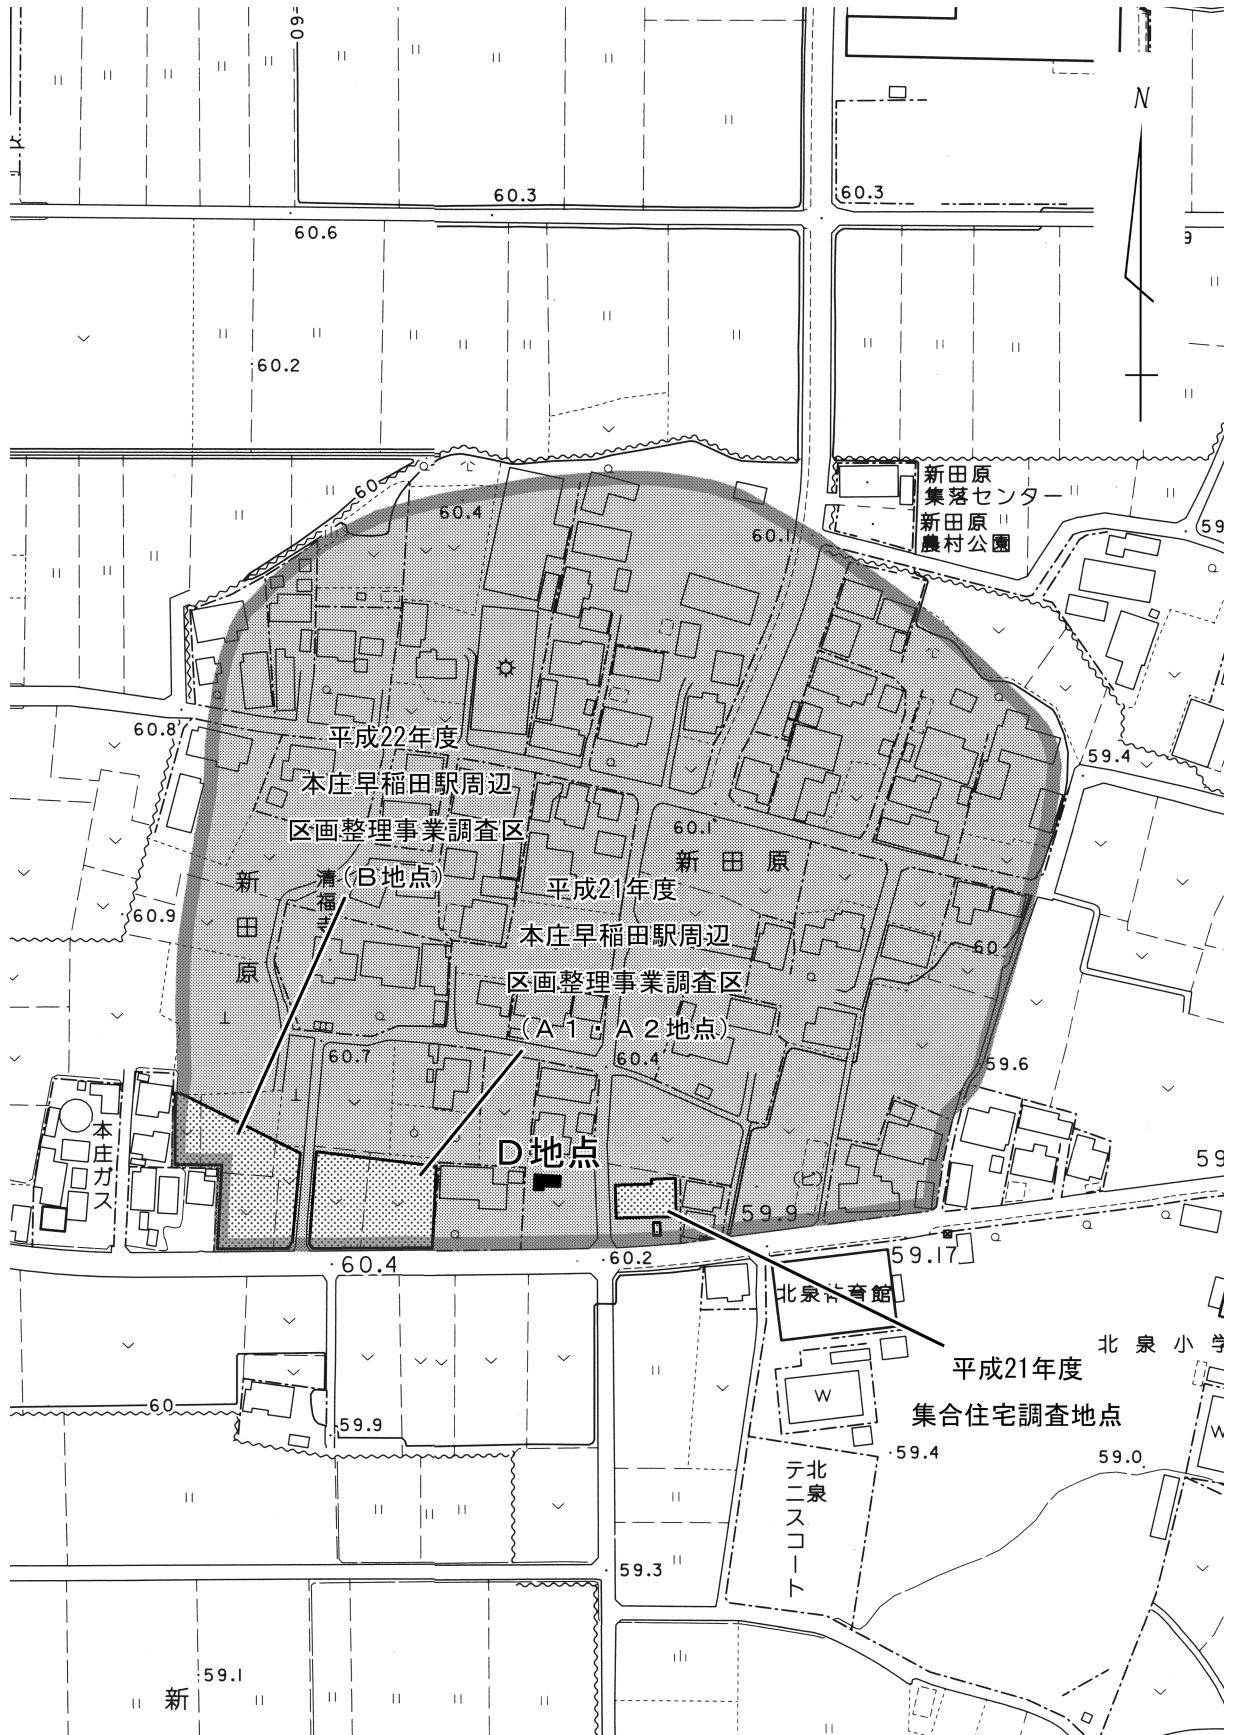 60
N
60.3
60.3
60.6
9
60.2
新田原
集落センター
新田原
農村公園
60
60.4
60.1
59
60.8
平成22年度
本庄早稲田駅周辺
区画整理事業調査区
(B地点)
59.4
60.1
新田原
新田原
清福寺
平成21年度
本庄早稲田駅周辺
区画整理事業調査区
(A1・A2地点)
60.9
60
60.7
60.4
59.6
本庄ガス
D地点
(ヒ)
59
59.9
60.4
60.2
59.17
北泉体育館
北泉小学
平成21年度
集合住宅調査地点
W
W
60
59.9
59.4
59.0
北泉
テニスコート
59.3
59.1
新